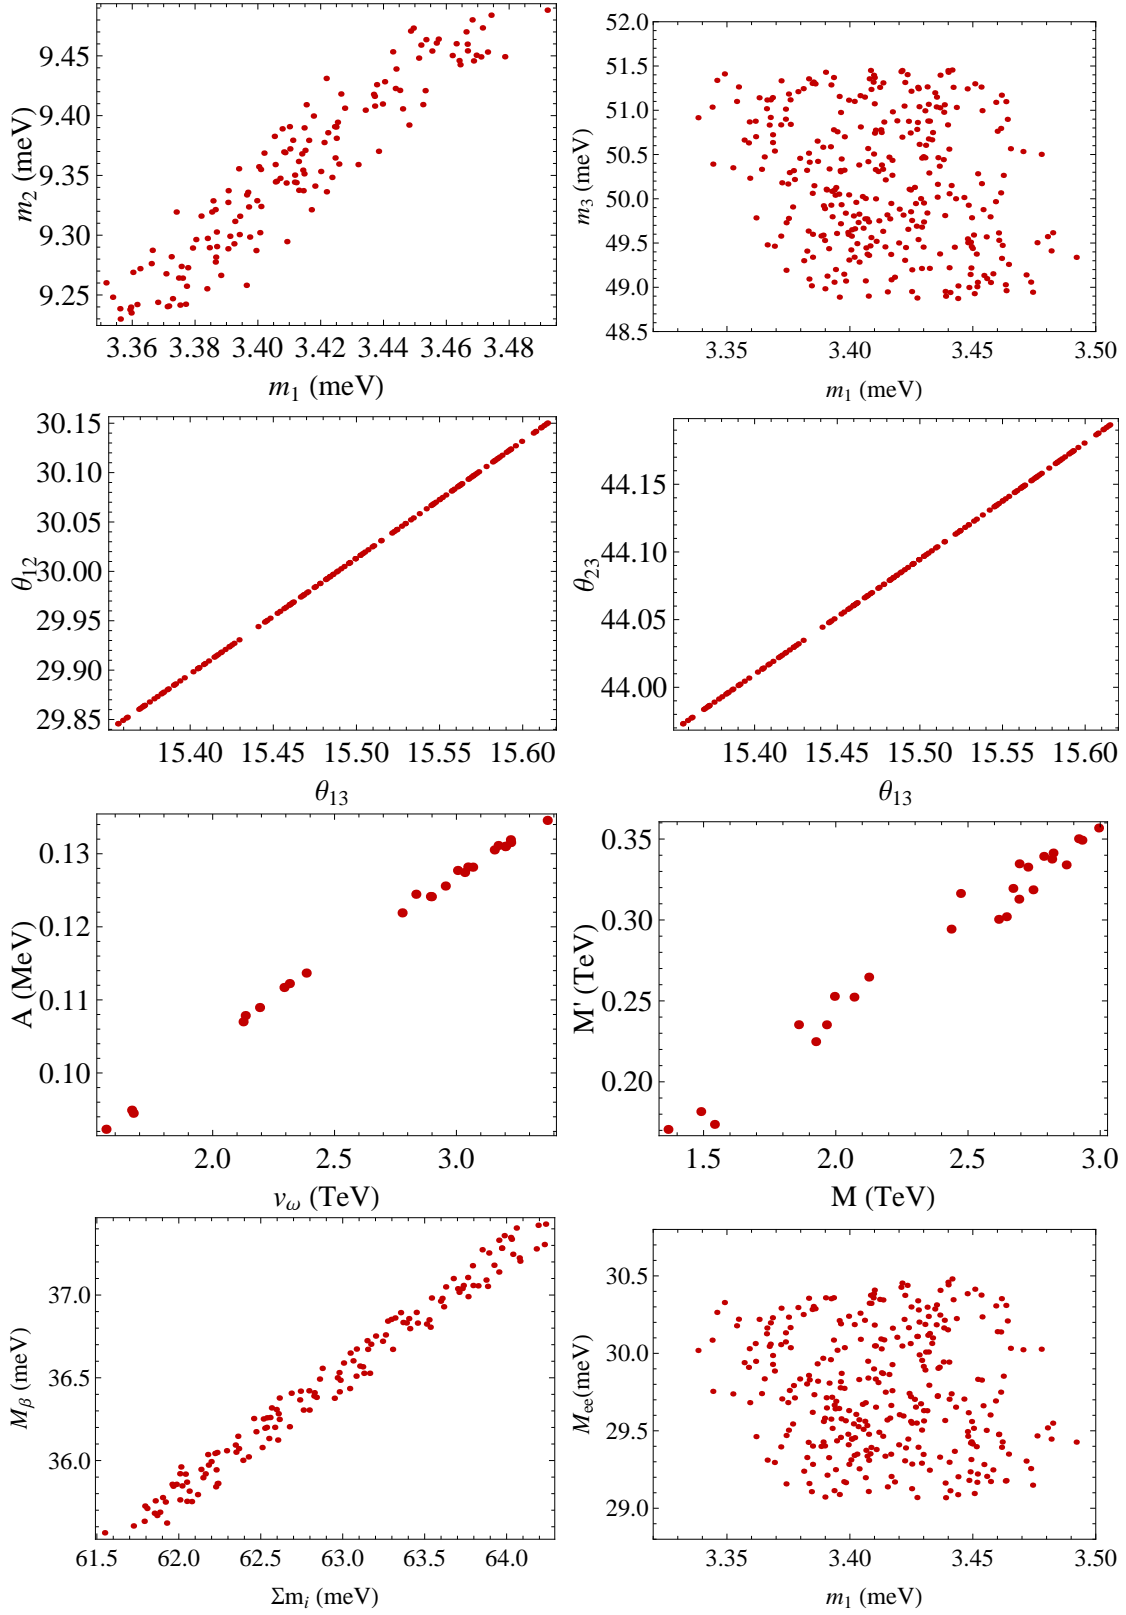 9.45
9.40
9.35
9.30
9.25
m₂ (meV)
3.36 3.38 3.40 3.42 3.44 3.46 3.48
m₁ (meV)
52.0
51.5
51.0
50.5
50.0
49.5
49.0
48.5
m₃ (meV)
3.35 3.40 3.45 3.50
m₁ (meV)
30.15
30.10
30.05
30.00
29.95
29.90
29.85
θ₁₂
15.40 15.45 15.50 15.55 15.60
θ₁₃
44.15
44.10
44.05
44.00
θ₂₃
15.40 15.45 15.50 15.55 15.60
θ₁₃
0.13
0.12
0.11
0.10
A (MeV)
2.0 2.5 3.0
v_ω (TeV)
0.35
0.30
0.25
0.20
M' (TeV)
1.5 2.0 2.5 3.0
M (TeV)
37.0
36.5
36.0
M_β (meV)
61.5 62.0 62.5 63.0 63.5 64.0
Σm_i (meV)
30.5
30.0
29.5
29.0
M_ee(meV)
3.35 3.40 3.45 3.50
m₁ (meV)